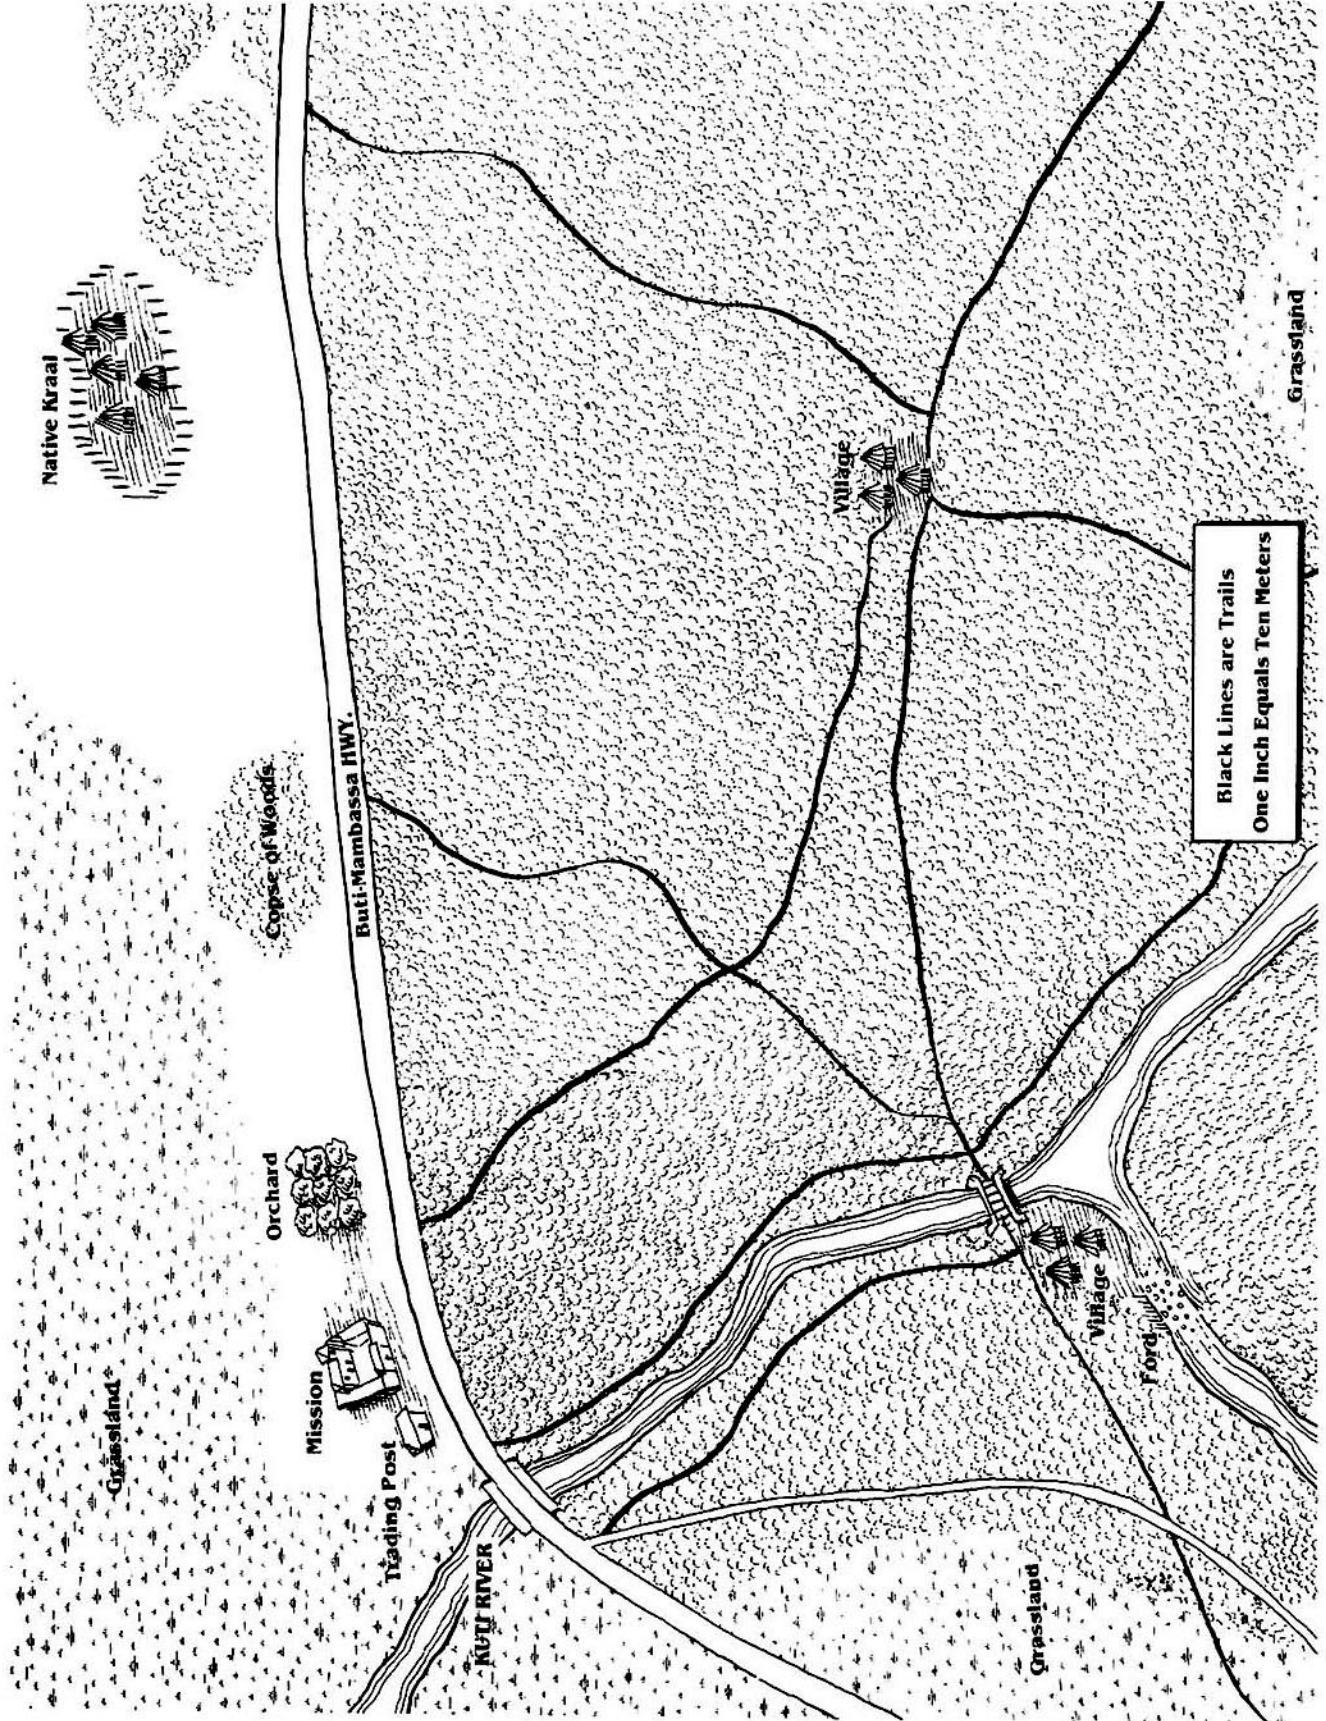 Native Kraal
Copse of Woods
Buti-Mambassa HWY.
Orchard
Mission
Trading Post
Grassland
KUTI RIVER
Village
Grassland
Black Lines are Trails
One Inch Equals Ten Meters
Village
Ford
Grassland